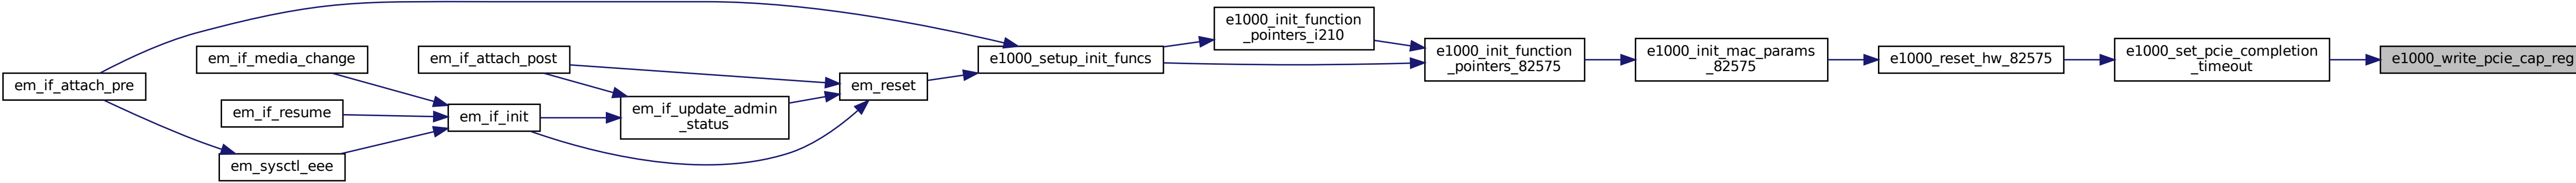 em_if_attach_pre
em_if_media_change
em_if_resume
em_sysctl_eee
em_if_attach_post
em_if_init
em_if_update_admin
_status
em_reset
e1000_setup_init_funcs
e1000_init_function
_pointers_i210
e1000_init_function
_pointers_82575
e1000_init_mac_params
_82575
e1000_reset_hw_82575
e1000_set_pcie_completion
_timeout
e1000_write_pcie_cap_reg